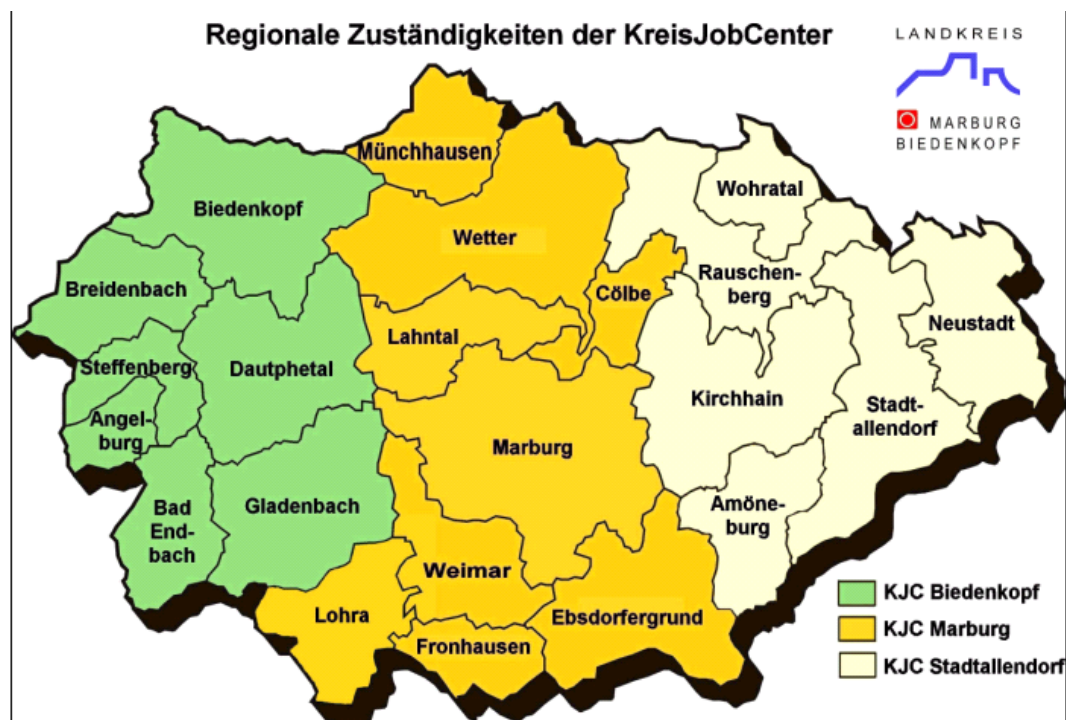 Regionale Zuständigkeiten der KreisJobCenter
LANDKREIS
MARBURG
BIEDENKOPF
Münchhausen
Wohratal
Biedenkopf
Wetter
Rauschen-
berg
Breidenbach
Cölbe
Neustadt
Lahntal
Steffenberg
Dautphetal
Kirchhain
Stadt-
allendorf
Angel-
burg
Marburg
Bad
End-
bach
Gladenbach
Amöne-
burg
Weimar
Lohra
Ebsdorfergrund
Fronhausen
KJC Biedenkopf
KJC Marburg
KJC Stadtallendorf